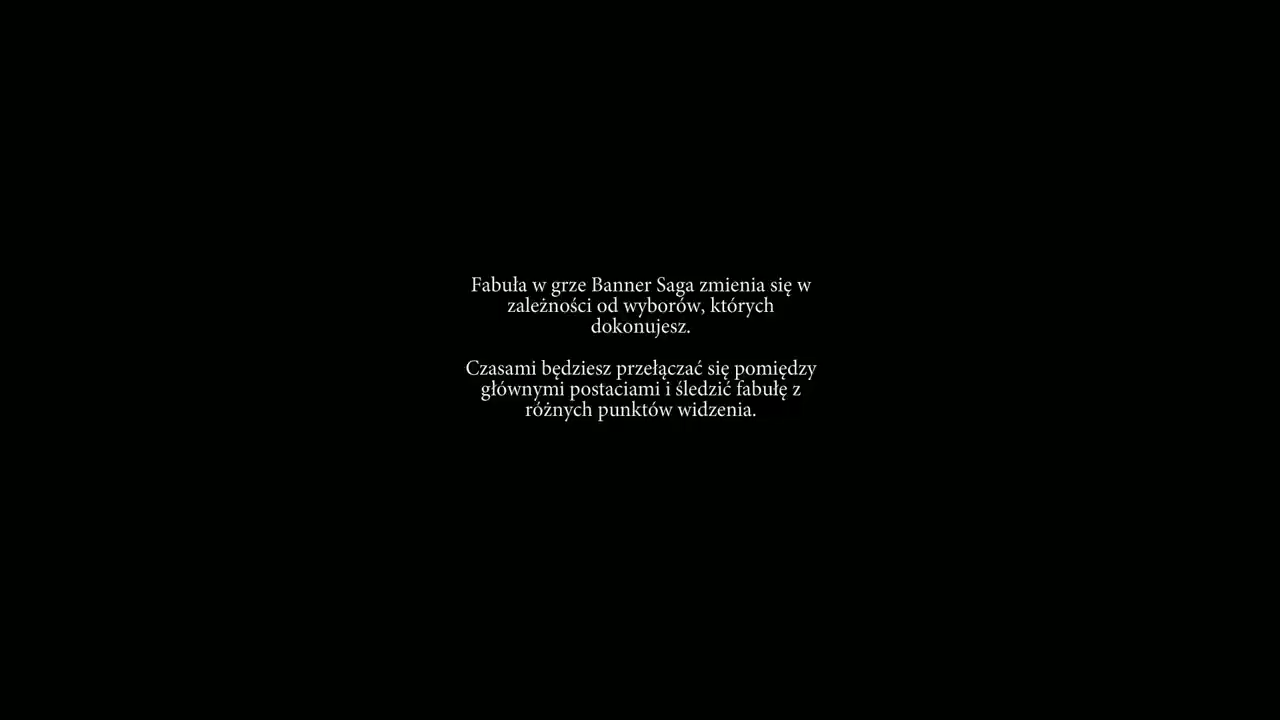 Fabuła w grze Banner Saga zmienia się w
zależności od wyborów, których
dokonujesz.
Czasami będziesz przełączać się pomiędzy
głównymi postaciami i śledzić fabułę z
różnych punktów widzenia.